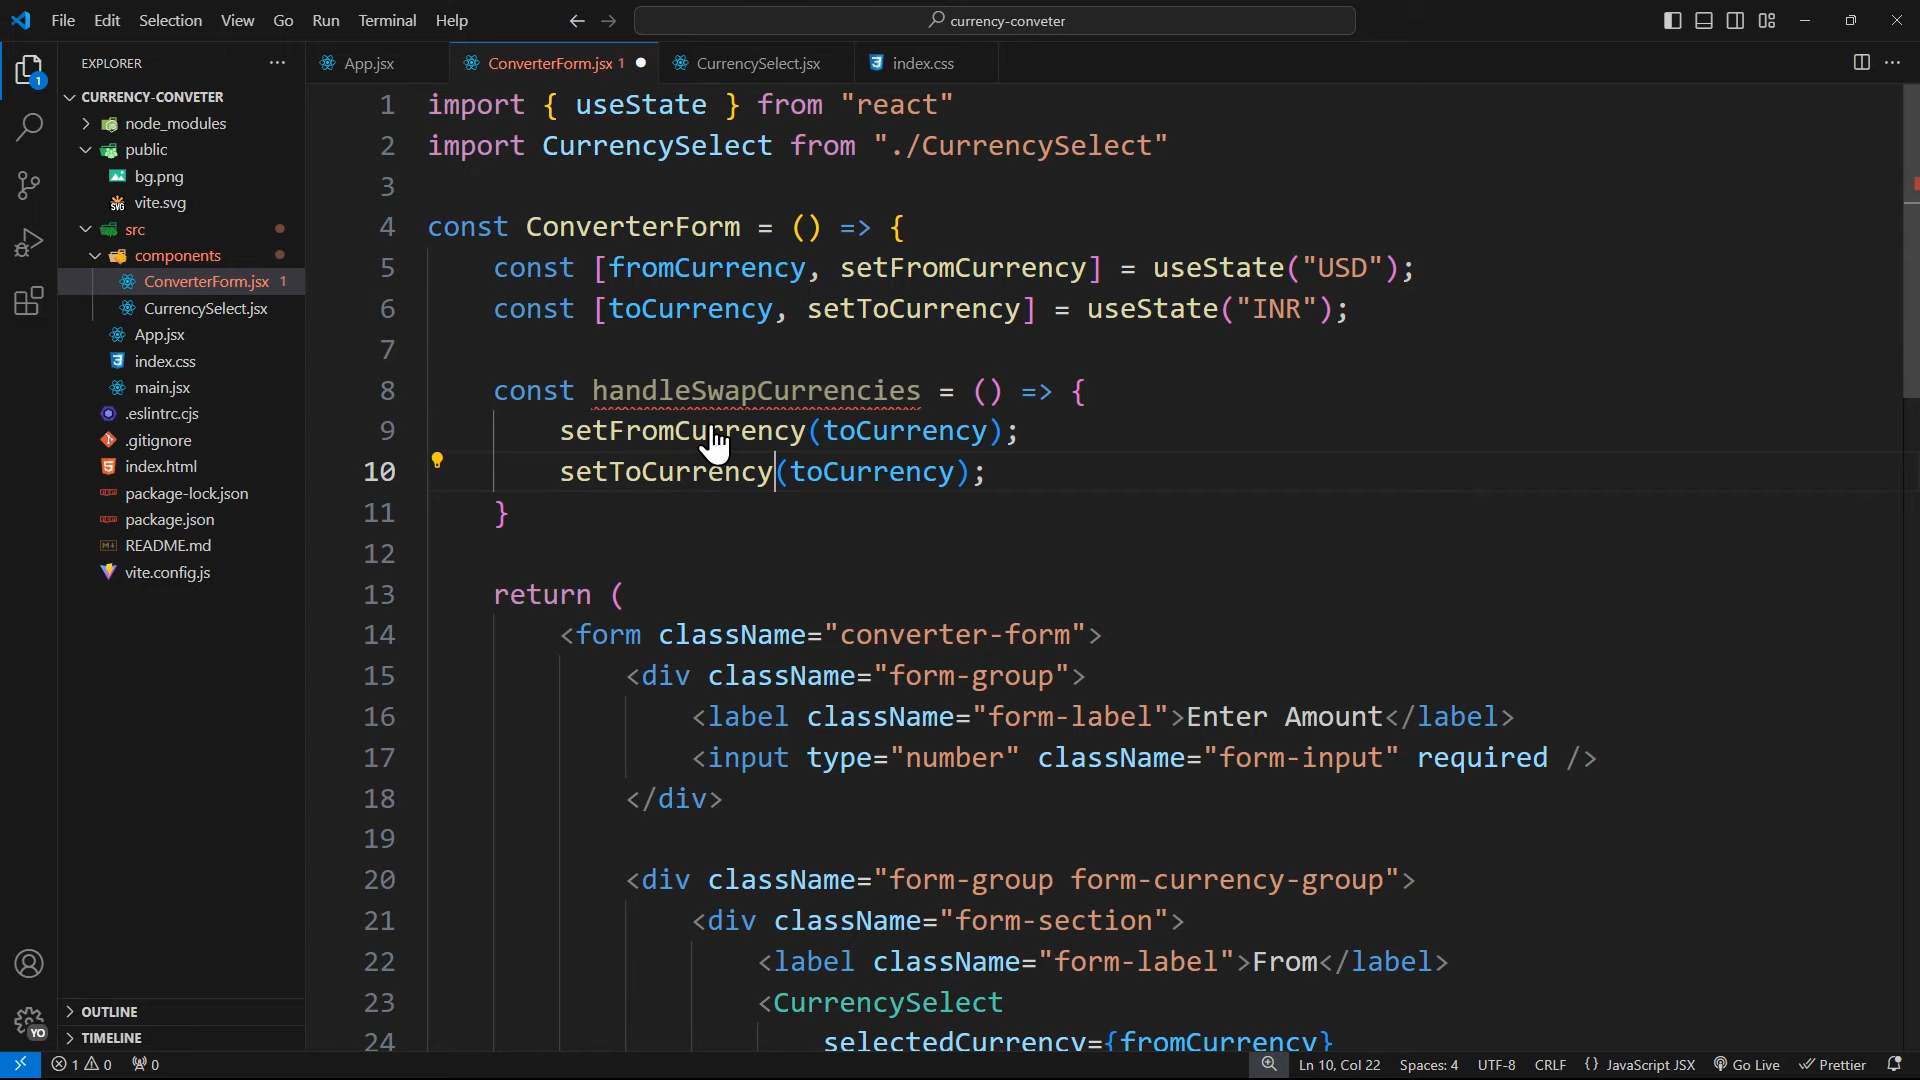 File Edit Selection View Go Run Terminal Help
currency-conveter
EXPLORER
App.jsx
ConverterForm.jsx 1
CurrencySelect.jsx
index.css
CURRENCY-CONVETER
node_modules
public
bg.png
vite.svg
src
components
ConverterForm.jsx 1
CurrencySelect.jsx
App.jsx
index.css
main.jsx
.eslintrc.cjs
.gitignore
index.html
package-lock.json
package.json
README.md
vite.config.js
OUTLINE
TIMELINE
1
YO
1 import { useState } from "react"
2 import CurrencySelect from "./CurrencySelect"
3
4 const ConverterForm = () => {
5 const [fromCurrency, setFromCurrency] = useState("USD");
6 const [toCurrency, setToCurrency] = useState("INR");
7
8 const handleSwapCurrencies = () => {
9 setFromCurrency(toCurrency);
10 setToCurrency(toCurrency);
11 }
12
13 return (
14 <form className="converter-form">
15 <div className="form-group">
16 <label className="form-label">Enter Amount</label>
17 <input type="number" className="form-input" required />
18 </div>
19
20 <div className="form-group form-currency-group">
21 <div className="form-section">
22 <label className="form-label">From</label>
23 <CurrencySelect
24 selectedCurrency={fromCurrency}
1 0 0
Ln 10, Col 22 Spaces: 4 UTF-8 CRLF {} JavaScript JSX Go Live Prettier